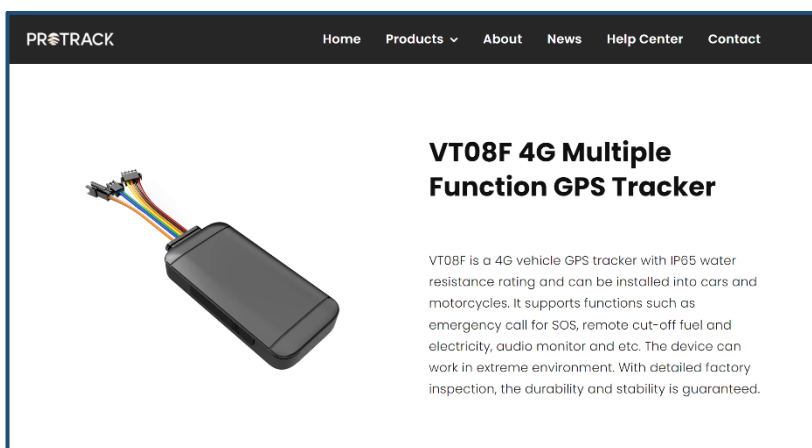 PROTRACK Home Products About News Help Center Contact
VT08F 4G Multiple
Function GPS Tracker
VT08F is a 4G vehicle GPS tracker with IP65 water
resistance rating and can be installed into cars and
motorcycles. It supports functions such as
emergency call for SOS, remote cut-off fuel and
electricity, audio monitor and etc. The device can
work in extreme environment. With detailed factory
inspection, the durability and stability is guaranteed.